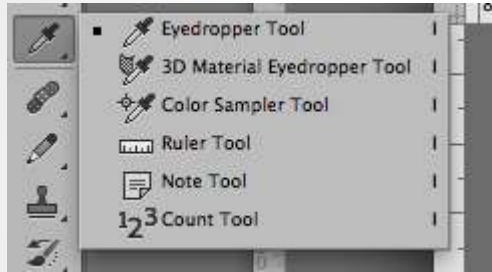 Eyedropper Tool I
3D Material Eyedropper Tool I
Color Sampler Tool I
Ruler Tool I
Note Tool I
123 Count Tool I